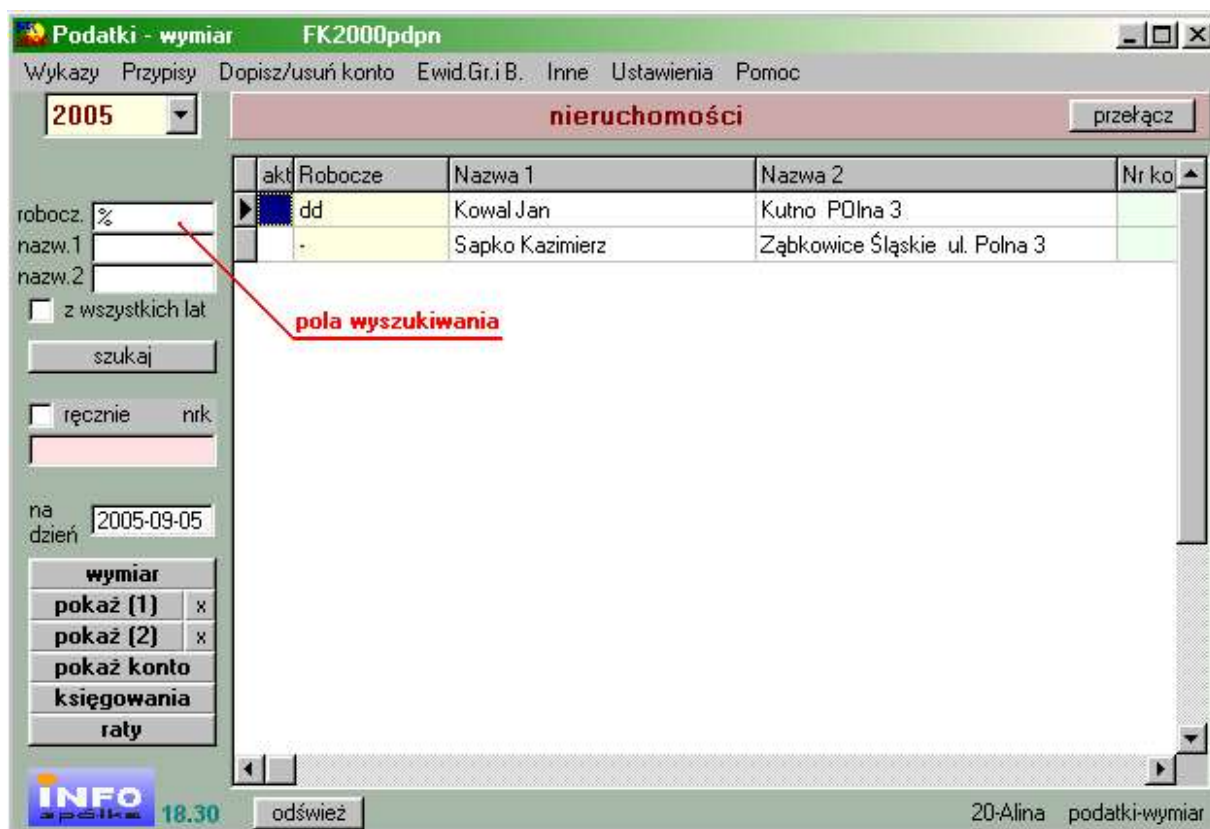 Podatki - wymiar FK2000pdpn
Wykazy Przypisy Dopisz/usuń konto Ewid.Gr.i B. Inne Ustawienia Pomoc
2005 nieruchomości przełącz
akt Robocze Nazwa 1 Nazwa 2 Nr ko
robocz. % dd Kowal Jan Kutno POlna 3
nazw.1 - Sapko Kazimierz Ząbkowice Śląskie ul. Polna 3
nazw.2
z wszystkich lat
pola wyszukiwania
szukaj
ręcznie nrk
na dzień 2005-09-05
wymiar
pokaż (1) x
pokaż (2) x
pokaż konto
księgowania
raty
INFO
spółka 18.30 odśwież 20-Alina podatki-wymiar